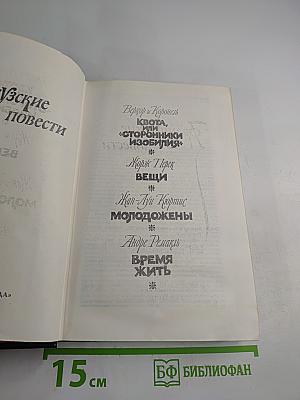 УЗСКИЕ
ПОВЕСТИ
Веркор и Коронель
КВОТА,
ИЛИ
«СТОРОННИКИ
ИЗОБИЛИЯ»
Жорж Перек
ВЕЩИ
Жан-Луи Кюртис
МОЛОДОЖЕНЫ
Андре Ремакль
ВРЕМЯ
ЖИТЬ
ДА»
15 см
БФ БИБЛИОФАН